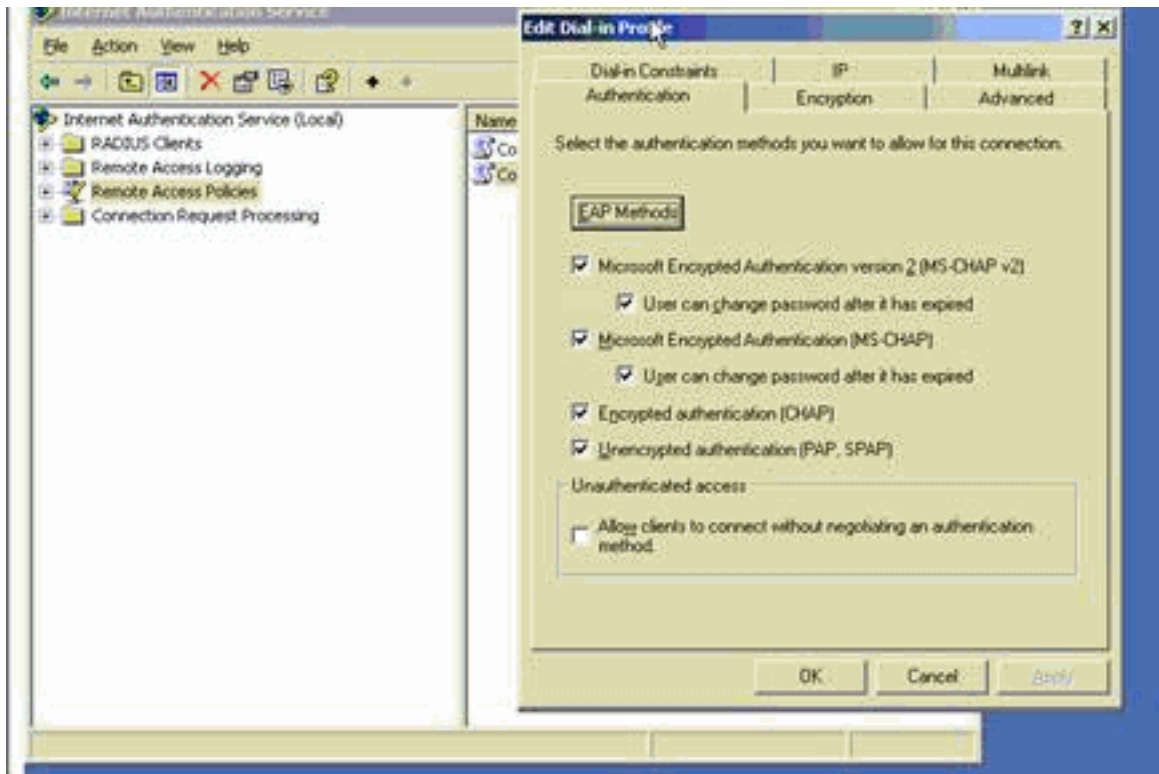 Internet Authentication Service
File Action View Help
Internet Authentication Service (Local)
RADIUS Clients
Remote Access Logging
Remote Access Policies
Connection Request Processing
Name
Co
Co
Edit Dial-in Profile
Dial-in Constraints IP Multilink
Authentication Encryption Advanced
Select the authentication methods you want to allow for this connection.
EAP Methods
Microsoft Encrypted Authentication version 2 (MS-CHAP v2)
User can change password after it has expired
Microsoft Encrypted Authentication (MS-CHAP)
User can change password after it has expired
Encrypted authentication (CHAP)
Unencrypted authentication (PAP, SPAP)
Unauthenticated access
Allow clients to connect without negotiating an authentication
method.
OK Cancel Apply